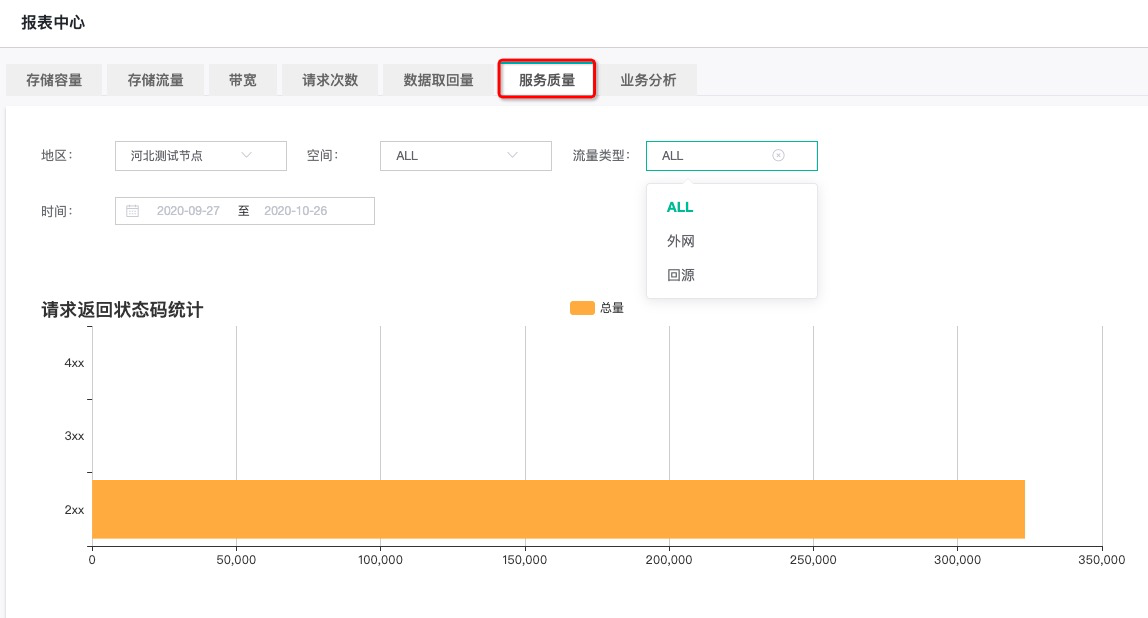 报表中心
存储容量 存储流量 带宽 请求次数 数据取回量 服务质量 业务分析
地区： 河北测试节点 空间： ALL 流量类型： ALL
ALL
外网
回源
时间： 2020-09-27 至 2020-10-26
请求返回状态码统计 总量
4xx
3xx
2xx
0 50,000 100,000 150,000 200,000 250,000 300,000 350,000